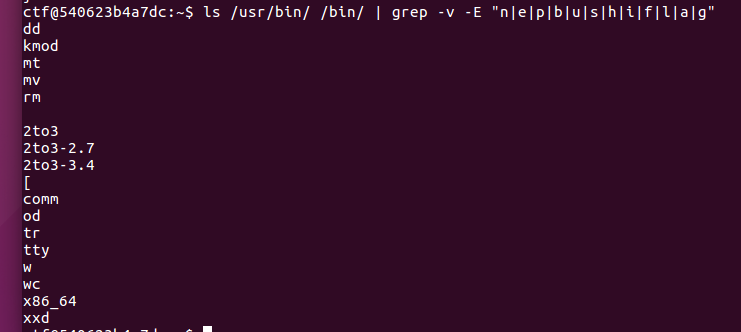 ctf@540623b4a7dc:~$ ls /usr/bin/ /bin/ | grep -v -E "n|e|p|b|u|s|h|i|f|l|a|g"
dd
kmod
mt
mv
rm
2to3
2to3-2.7
2to3-3.4
[
comm
od
tr
tty
w
wc
x86_64
xxd